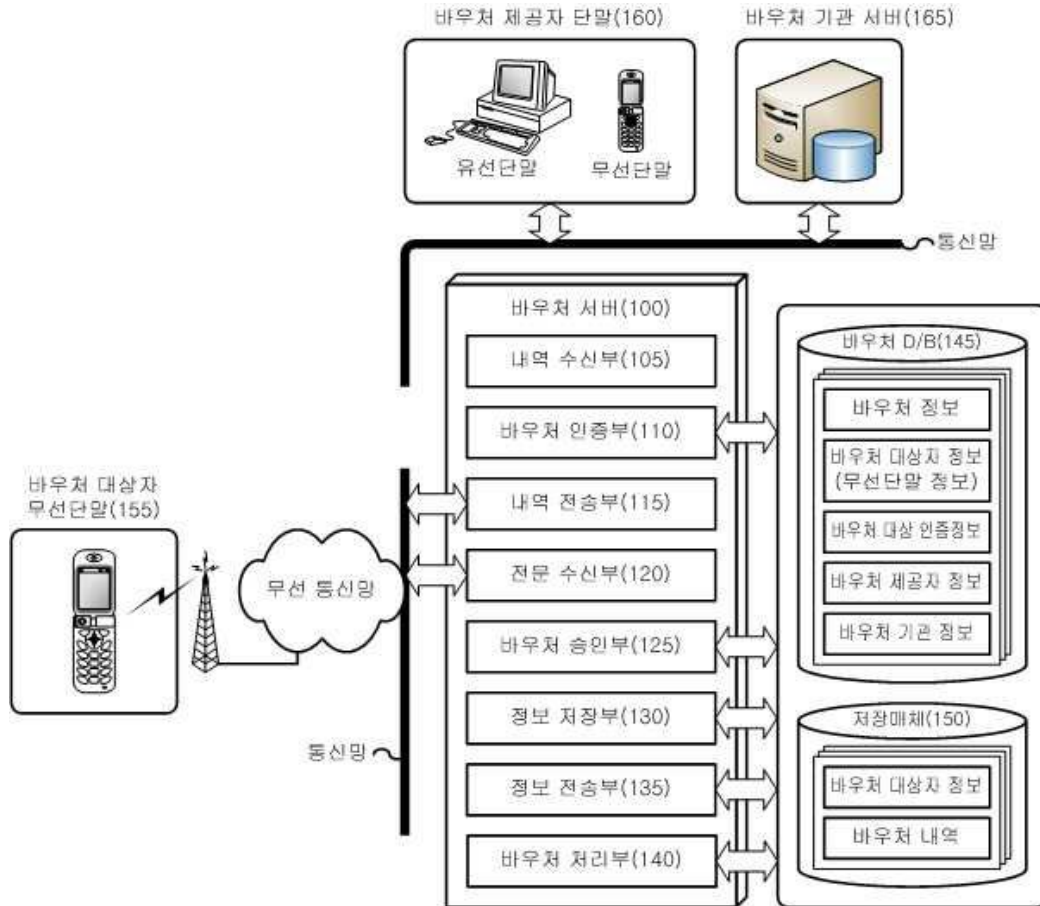 바우처 제공자 단말(160)
바우처 기관 서버(165)
유선단말
무선단말
통신망
바우처 서버(100)
내역 수신부(105)
바우처 인증부(110)
내역 전송부(115)
전문 수신부(120)
바우처 승인부(125)
정보 저장부(130)
정보 전송부(135)
바우처 처리부(140)
바우처 D/B(145)
바우처 정보
바우처 대상자 정보
(무선단말 정보)
바우처 대상 인증정보
바우처 제공자 정보
바우처 기관 정보
저장매체(150)
바우처 대상자 정보
바우처 내역
바우처 대상자
무선단말(155)
무선 통신망
통신망